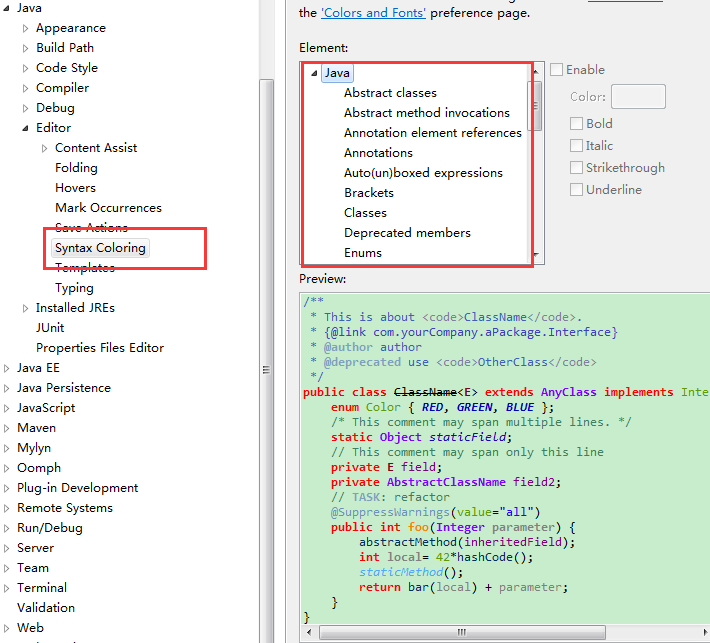 Java
Appearance
Build Path
Code Style
Compiler
Debug
Editor
Content Assist
Folding
Hovers
Mark Occurrences
Save Actions
Syntax Coloring
Templates
Typing
Installed JREs
JUnit
Properties Files Editor
Java EE
Java Persistence
JavaScript
Maven
Mylyn
Oomph
Plug-in Development
Remote Systems
Run/Debug
Server
Team
Terminal
Validation
Web
the 'Colors and Fonts' preference page.
Element:
Java
Abstract classes
Abstract method invocations
Annotation element references
Annotations
Auto(un)boxed expressions
Brackets
Classes
Deprecated members
Enums
Enable
Color:
Bold
Italic
Strikethrough
Underline
Preview:
/**
 * This is about <code>ClassName</code>.
 * {@link com.yourCompany.aPackage.Interface}
 * @author author
 * @deprecated use <code>OtherClass</code>
 */
public class ClassName<E> extends AnyClass implements Inte
    enum Color { RED, GREEN, BLUE };
    /* This comment may span multiple lines. */
    static Object staticField;
    // This comment may span only this line
    private E field;
    private AbstractClassName field2;
    // TASK: refactor
    @SuppressWarnings(value="all")
    public int foo(Integer parameter) {
        abstractMethod(inheritedField);
        int local= 42*hashCode();
        staticMethod();
        return bar(local) + parameter;
    }
}